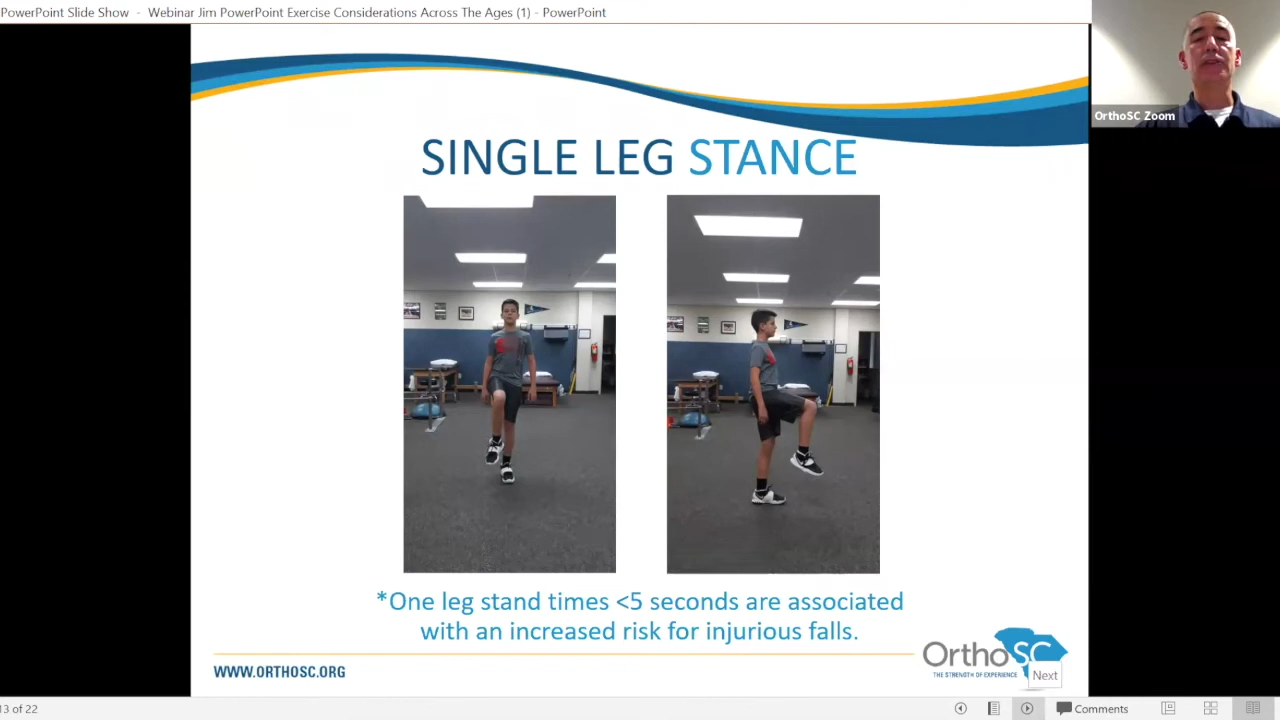 PowerPoint Slide Show - Webinar Jim PowerPoint Exercise Considerations Across The Ages (1) - PowerPoint
OrthoSC Zoom
SINGLE LEG STANCE
*One leg stand times <5 seconds are associated
with an increased risk for injurious falls.
WWW.ORTHOSC.ORG
OrthoSC
THE STRENGTH OF EXPERIENCE
Next
13 of 22
Comments